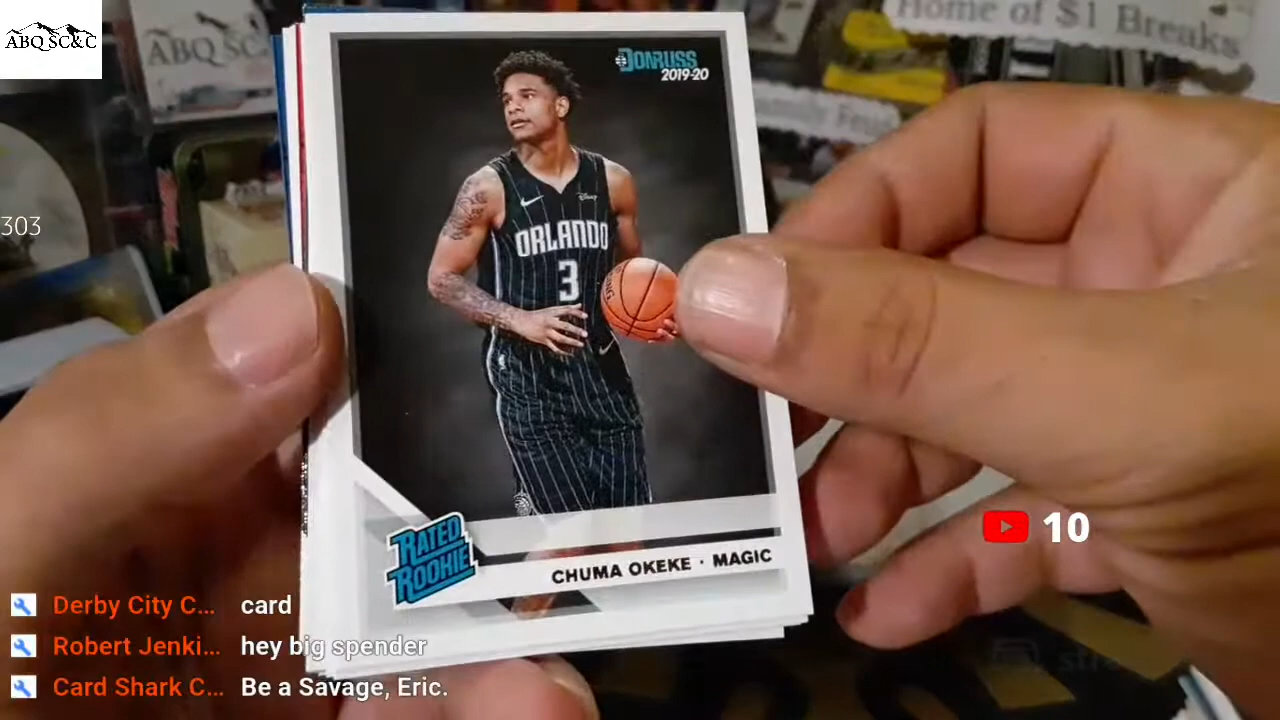 ABQ SC&C
ABQ SC
Home of $1 Breaks
DONRUSS
2019-20
303
Disney
ORLANDO
3
10
RATED
ROOKIE
CHUMA OKEKE · MAGIC
Derby City C... card
Robert Jenki... hey big spender
Card Shark C... Be a Savage, Eric.